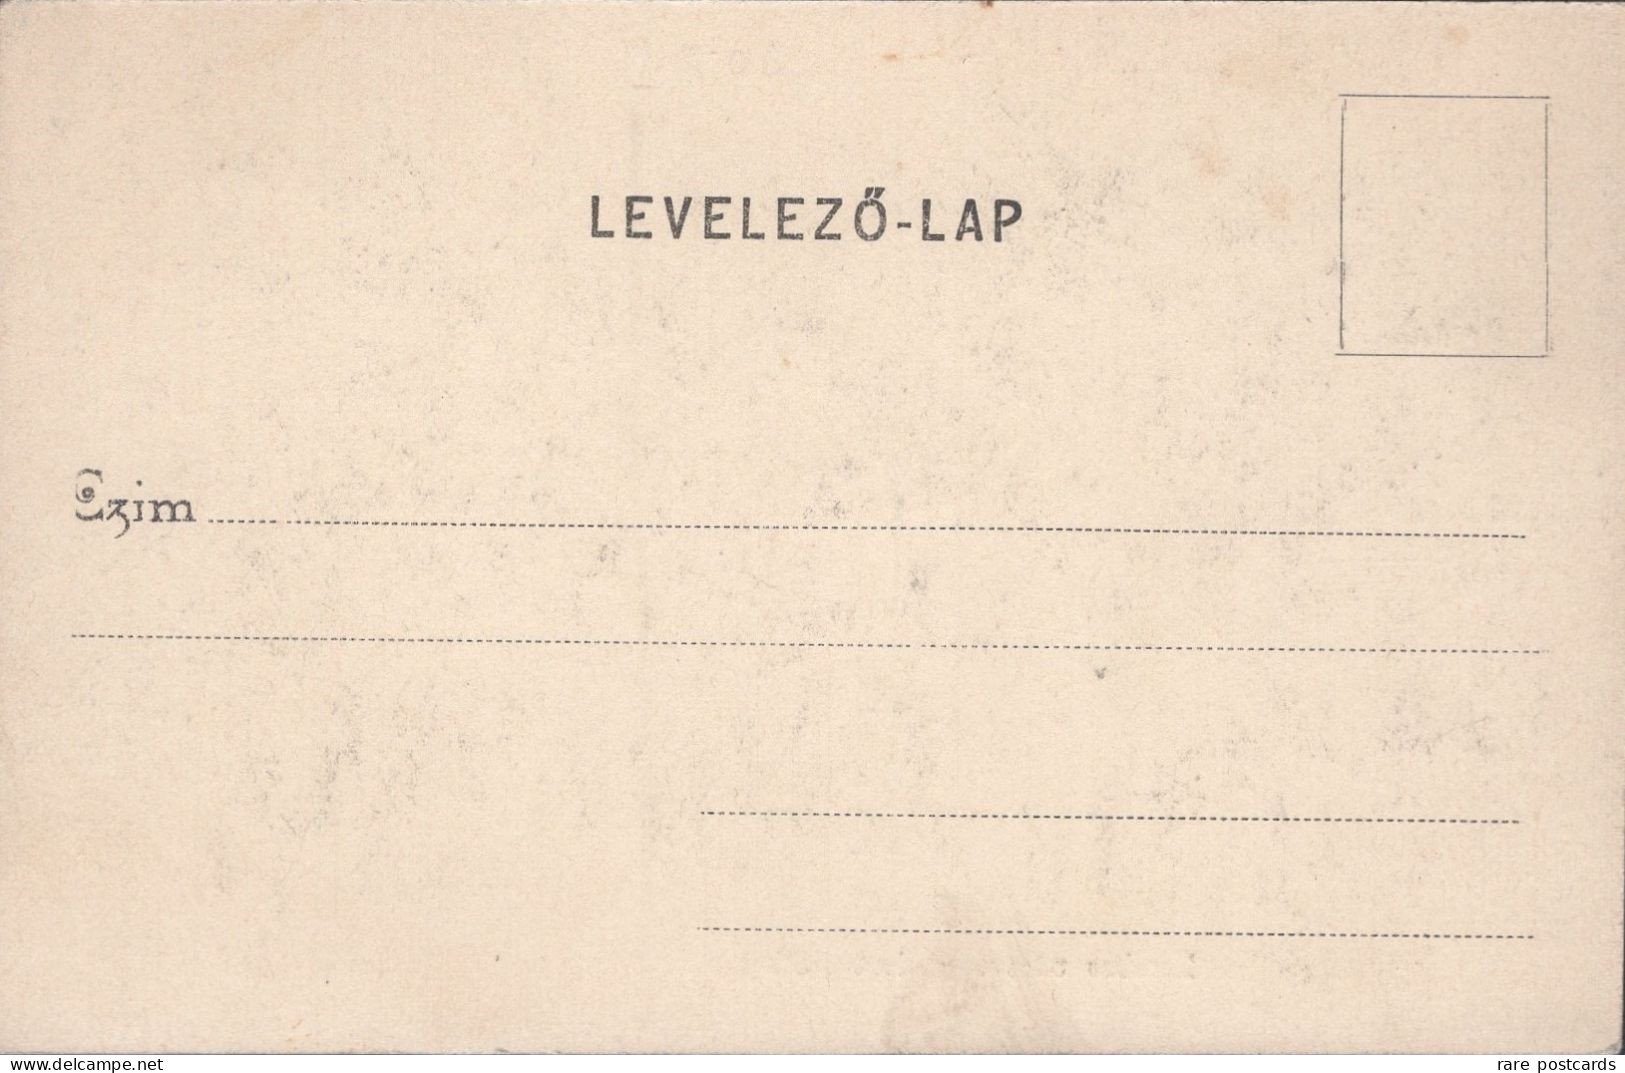 LEVELEZŐ-LAP
Czim
www.delcampe.net
rare postcards